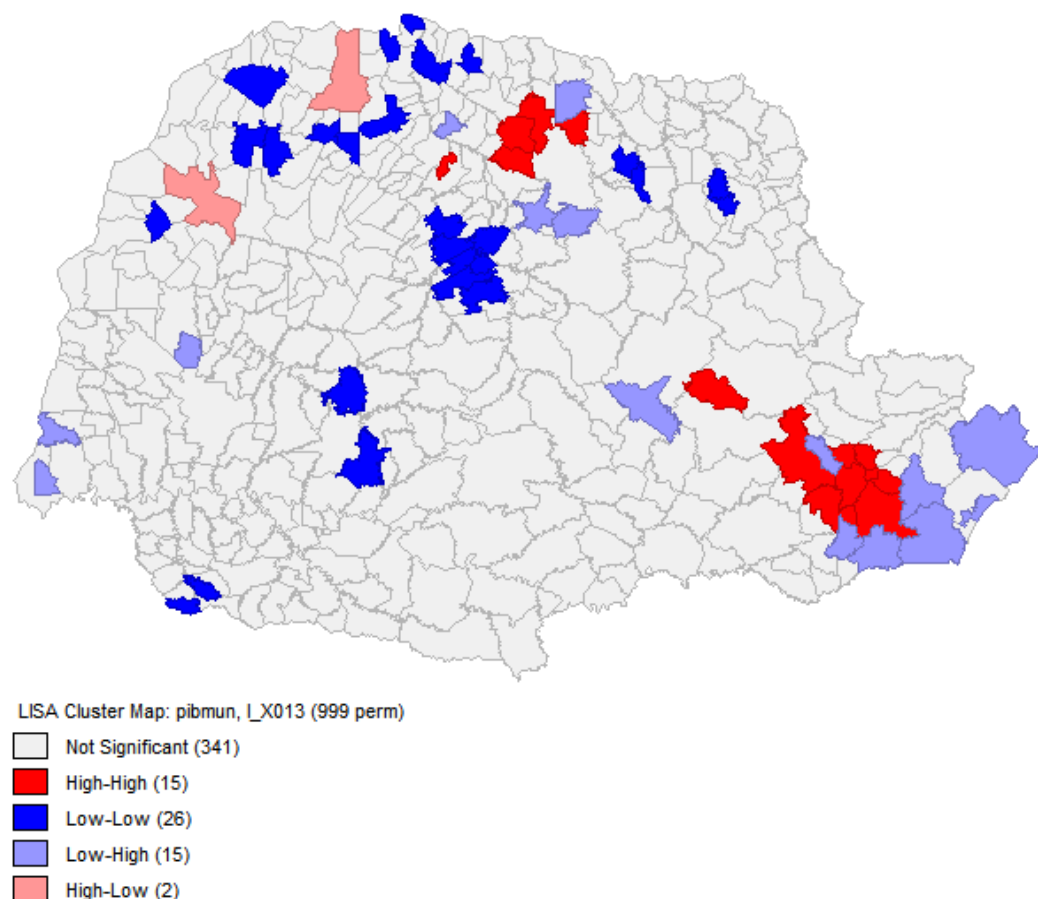 LISA Cluster Map: pibmun, I_X013 (999 perm)
Not Significant (341)
High-High (15)
Low-Low (26)
Low-High (15)
High-Low (2)